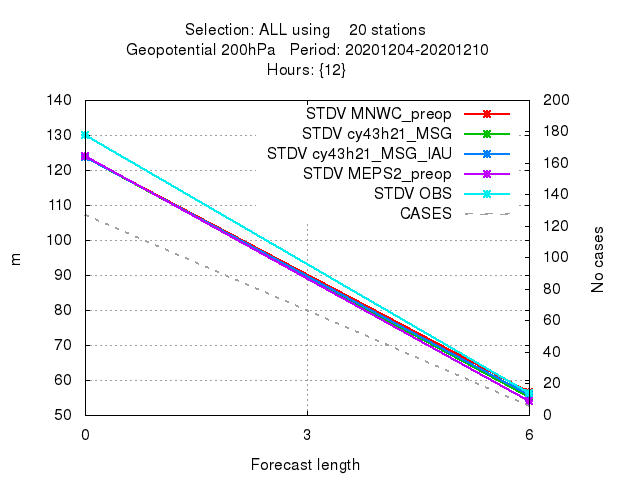 Selection: ALL using    20 stations
Geopotential 200hPa   Period: 20201204-20201210
Hours: {12}
140 200
STDV MNWC_preop
130 180
STDV cy43h21_MSG
STDV cy43h21_MSG_IAU
120 160
STDV MEPS2_preop
STDV OBS
110 140
CASES
100 120
90 100
80 80
70 60
60 40
50 20
0
m
No cases
0 3 6
Forecast length